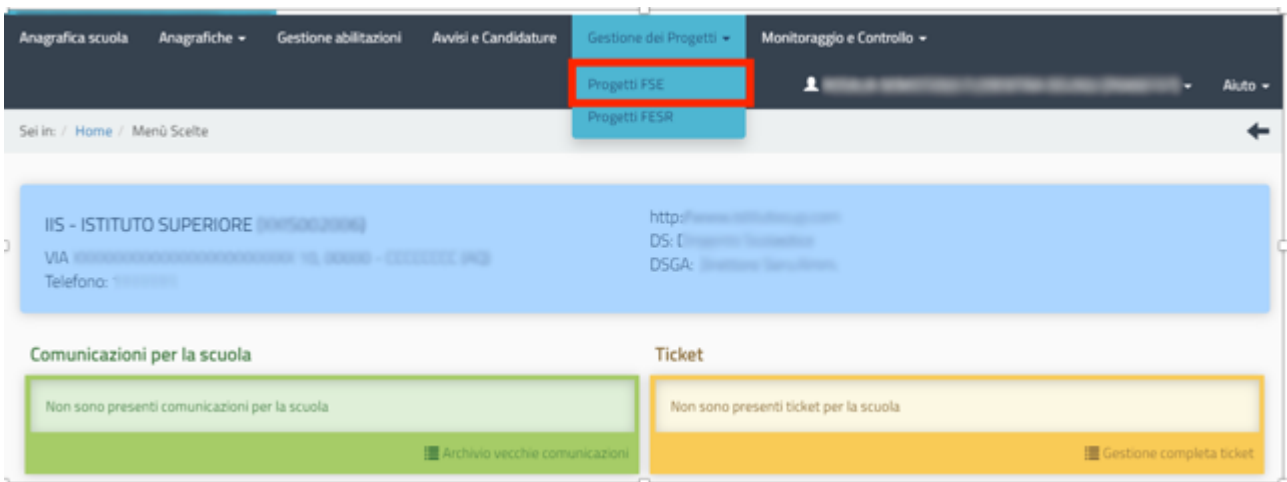 Anagrafica scuola Anagrafiche Gestione abilitazioni Avvisi e Candidature Gestione dei Progetti Monitoraggio e Controllo
Progetti FSE
Aiuto
Progetti FESR
Sei in: / Home / Menù Scelte
IIS - ISTITUTO SUPERIORE
http:
DS:
VIA
DSGA:
Telefono:
Comunicazioni per la scuola
Ticket
Non sono presenti comunicazioni per la scuola
Non sono presenti ticket per la scuola
Archivio vecchie comunicazioni
Gestione completa ticket